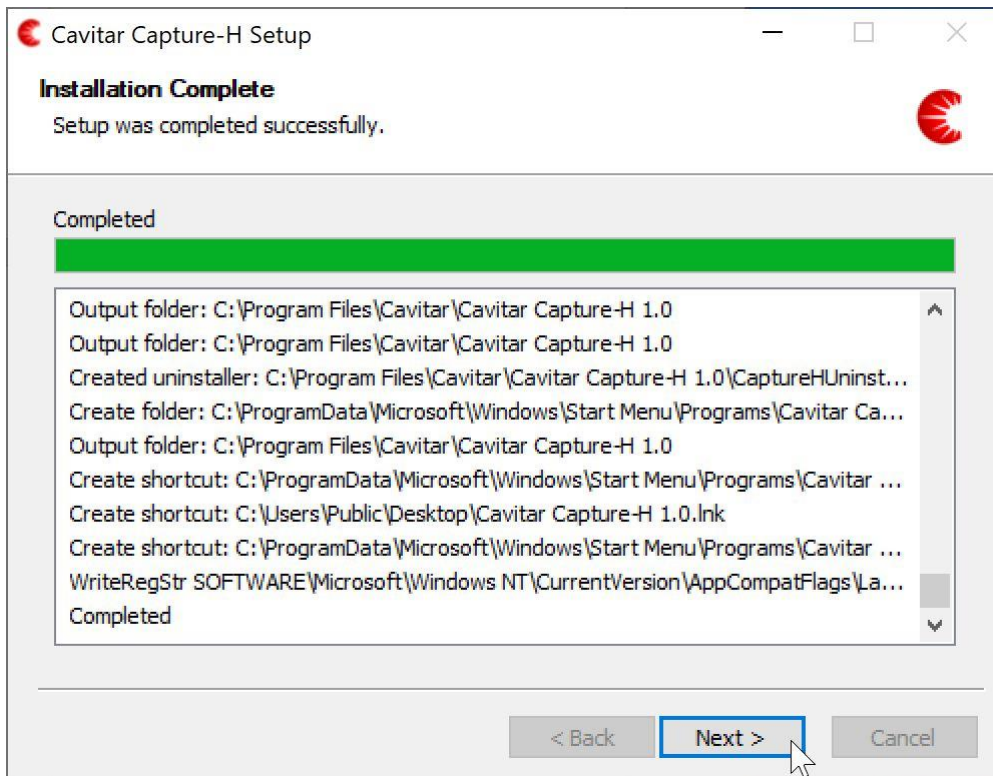 Cavitar Capture-H Setup
Installation Complete
Setup was completed successfully.
Completed
Output folder: C:\Program Files\Cavitar\Cavitar Capture-H 1.0
Output folder: C:\Program Files\Cavitar\Cavitar Capture-H 1.0
Created uninstaller: C:\Program Files\Cavitar\Cavitar Capture-H 1.0\CaptureHUninst...
Create folder: C:\ProgramData\Microsoft\Windows\Start Menu\Programs\Cavitar Ca...
Output folder: C:\Program Files\Cavitar\Cavitar Capture-H 1.0
Create shortcut: C:\ProgramData\Microsoft\Windows\Start Menu\Programs\Cavitar ...
Create shortcut: C:\Users\Public\Desktop\Cavitar Capture-H 1.0.lnk
Create shortcut: C:\ProgramData\Microsoft\Windows\Start Menu\Programs\Cavitar ...
WriteRegStr SOFTWARE\Microsoft\Windows NT\CurrentVersion\AppCompatFlags\La...
Completed
< Back Next > Cancel